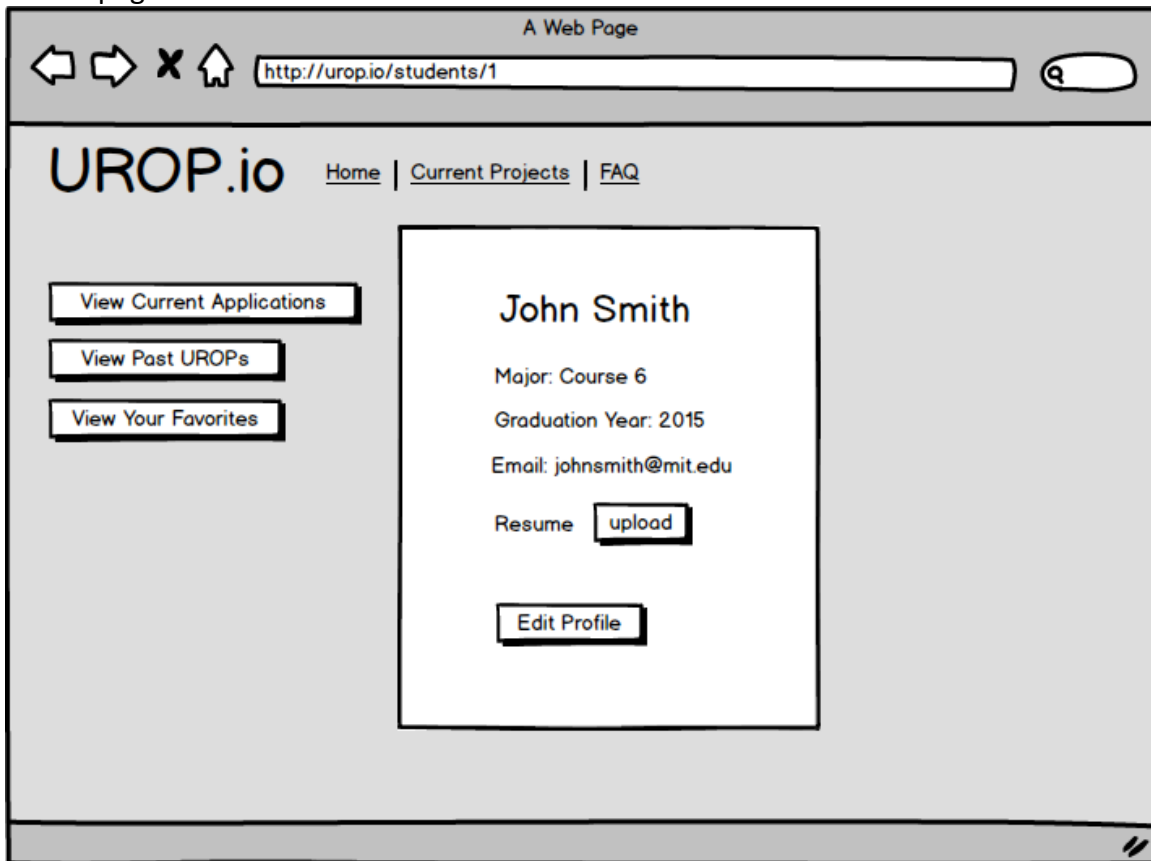 A Web Page
http://urop.io/students/1
UROP.io Home | Current Projects | FAQ
View Current Applications
View Past UROPs
View Your Favorites
John Smith
Major: Course 6
Graduation Year: 2015
Email: johnsmith@mit.edu
Resume upload
Edit Profile